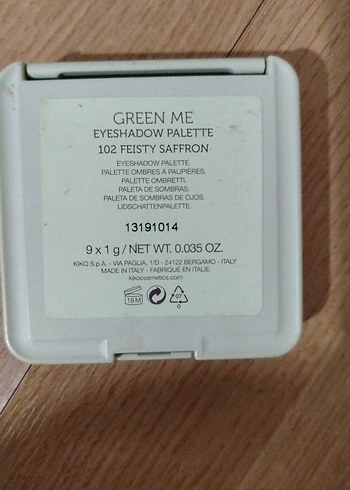 GREEN ME
EYESHADOW PALETTE
102 FEISTY SAFFRON
EYESHADOW PALETTE.
PALETTE OMBRES À PAUPIÈRES.
PALETTE OMBRETTI.
PALETA DE SOMBRAS.
PALETA DE SOMBRAS DE OJOS.
LIDSCHATTENPALETTE.
13191014
9 x 1 g / NET WT. 0.035 OZ.
KIKO S.p.A. - VIA PAGLIA, 1/D - 24122 BERGAMO - ITALY
MADE IN ITALY - FABRIQUÉ EN ITALIE
kikocosmetics.com
18M
07